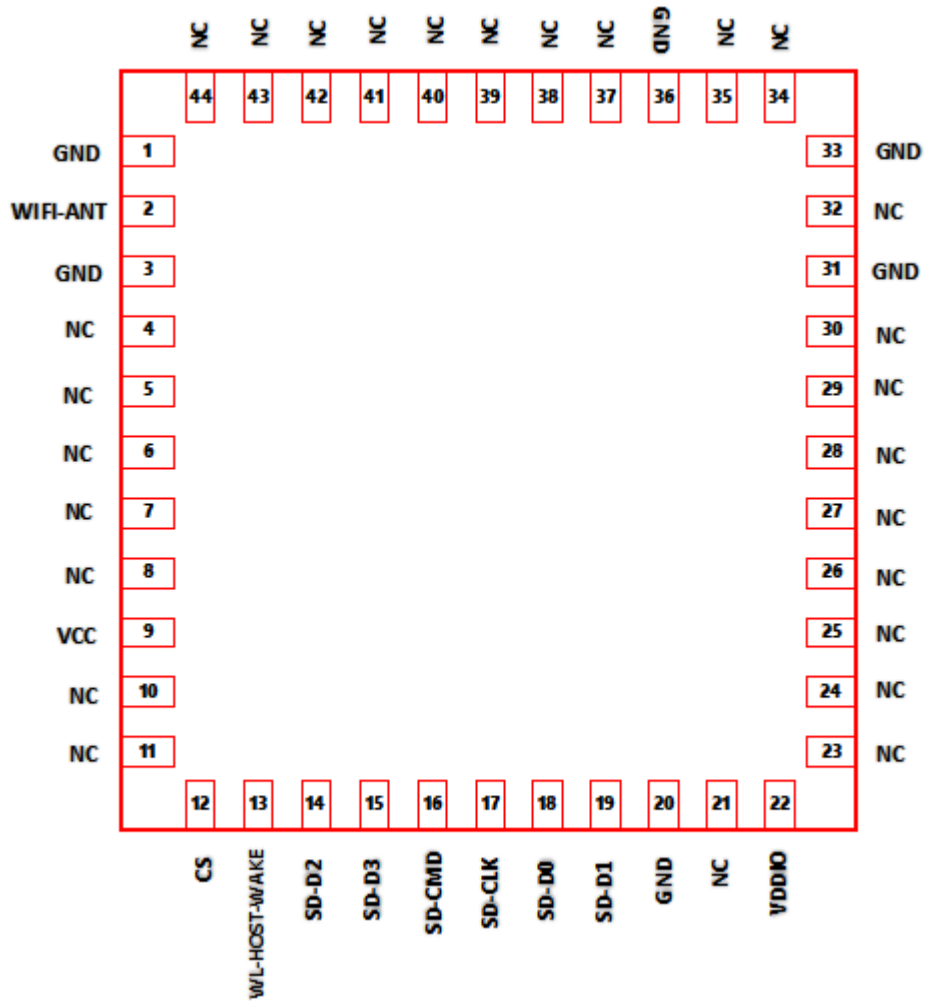 NC NC NC NC NC NC NC NC GND NC NC
44 43 42 41 40 39 38 37 36 35 34
GND 1 33 GND
WIFI-ANT 2 32 NC
GND 3 31 GND
NC 4 30 NC
NC 5 29 NC
NC 6 28 NC
NC 7 27 NC
NC 8 26 NC
VCC 9 25 NC
NC 10 24 NC
NC 11 23 NC
12 13 14 15 16 17 18 19 20 21 22
CS WL-HOST-WAKE SD-D2 SD-D3 SD-CMD SD-CLK SD-D0 SD-D1 GND NC VDDIO